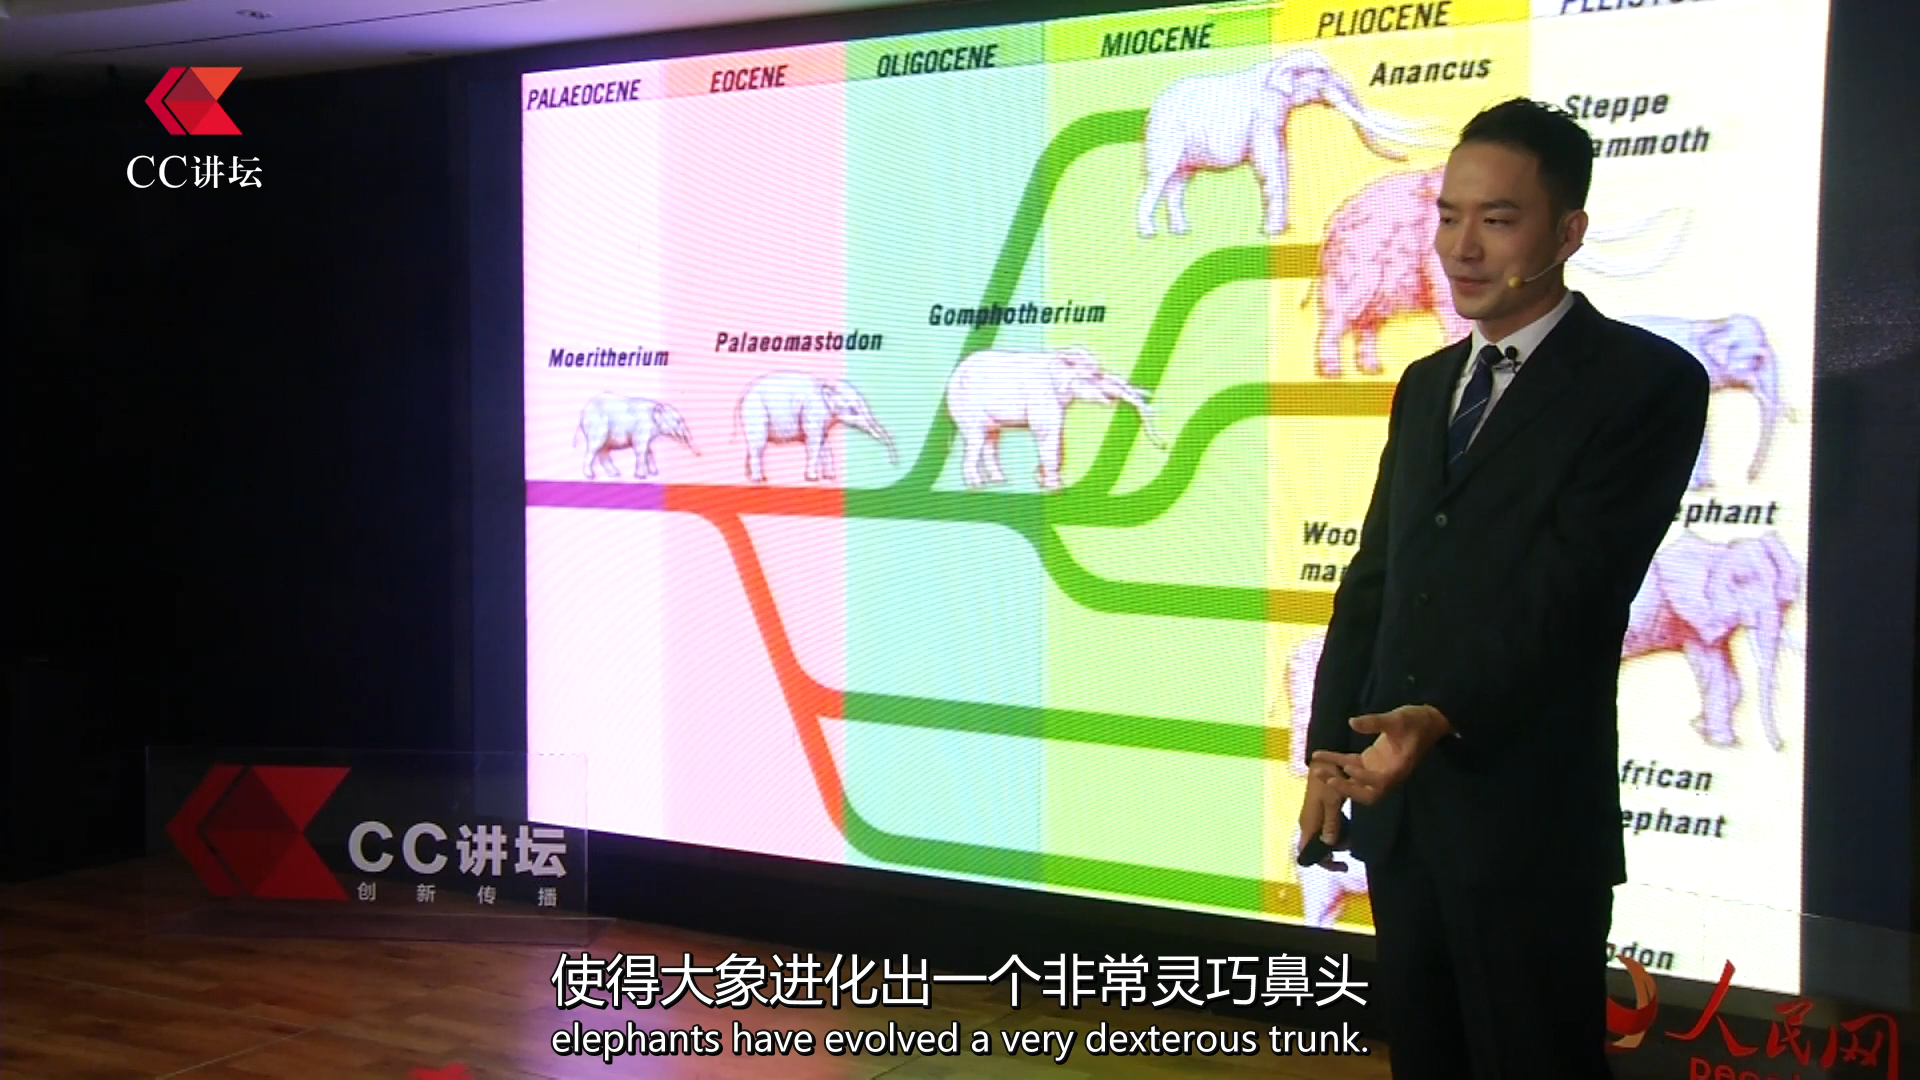 CC讲坛
PALAEOCENE
EOCENE
OLIGOCENE
MIOCENE
PLIOCENE
Anancus
Steppe
ammoth
Gomphotherium
Palaeomastodon
Moeritherium
ephant
Woo
ma
frican
ephant
don
CC讲坛
创新传播
人民网
使得大象进化出一个非常灵巧鼻头
elephants have evolved a very dexterous trunk.